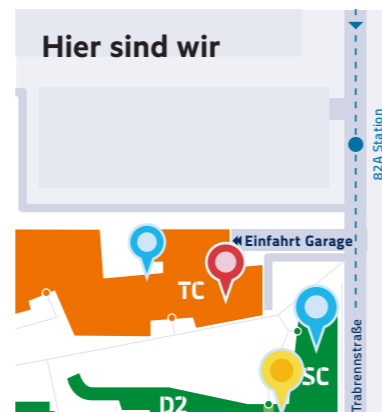 Hier sind wir
82A Station
Einfahrt Garage
TC
Trabrennstraße
SC
D2